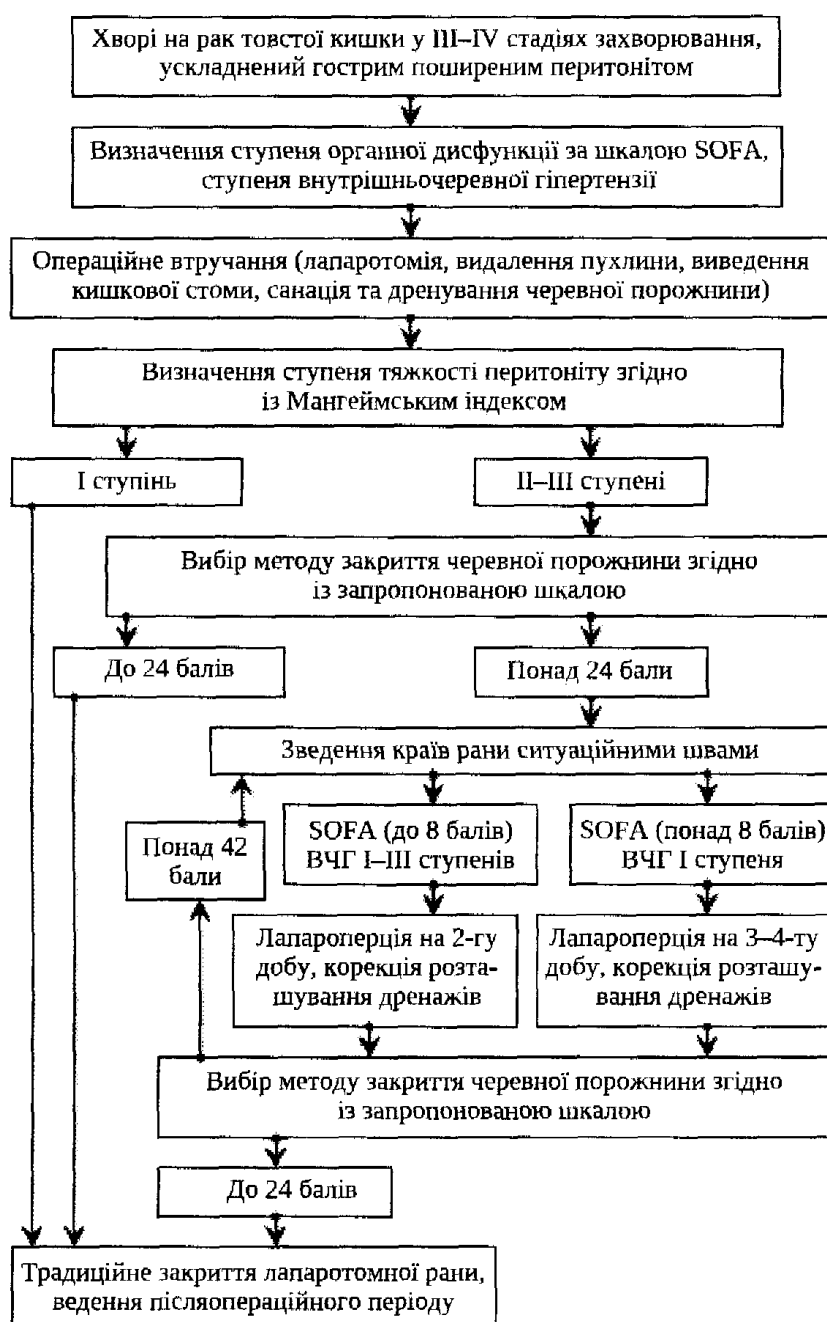 Хворі на рак товстої кишки у III–IV стадіях захворювання,
ускладнений гострим поширеним перитонітом
Визначення ступеня органної дисфункції за шкалою SOFA,
ступеня внутрішньочеревної гіпертензії
Операційне втручання (лапаротомія, видалення пухлини, виведення
кишкової стоми, санація та дренування черевної порожнини)
Визначення ступеня тяжкості перитоніту згідно
із Мангеймським індексом
I ступінь
II–III ступені
Вибір методу закриття черевної порожнини згідно
із запропонованою шкалою
До 24 балів
Понад 24 бали
Зведення країв рани ситуаційними швами
Понад 42
бали
SOFA (до 8 балів)
ВЧГ I–III ступенів
SOFA (понад 8 балів)
ВЧГ I ступеня
Лапароперція на 2-гу
добу, корекція розта-
шування дренажів
Лапароперція на 3–4-ту
добу, корекція розташу-
вання дренажів
Вибір методу закриття черевної порожнини згідно
із запропонованою шкалою
До 24 балів
Традиційне закриття лапаротомної рани,
ведення післяопераційного періоду